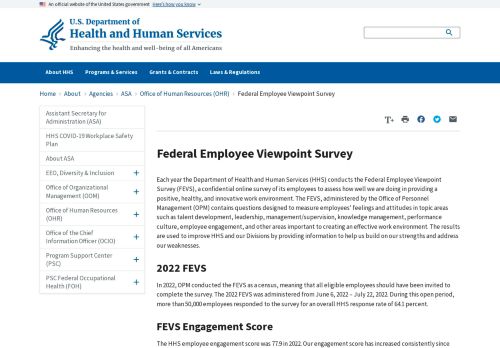 An official website of the United States government Here's how you know
U.S. Department of
Health and Human Services
Enhancing the health and well-being of all Americans
About HHS Programs & Services Grants & Contracts Laws & Regulations
Home > About > Agencies > ASA > Office of Human Resources (OHR) > Federal Employee Viewpoint Survey
Assistant Secretary for
Administration (ASA)
HHS COVID-19 Workplace Safety
Plan
About ASA
EEO, Diversity & Inclusion +
Office of Organizational
Management (OOM) +
Office of Human Resources
(OHR) +
Office of the Chief
Information Officer (OCIO) +
Program Support Center
(PSC) +
PSC Federal Occupational
Health (FOH) +
T+
Federal Employee Viewpoint Survey
Each year the Department of Health and Human Services (HHS) conducts the Federal Employee Viewpoint
Survey (FEVS), a confidential online survey of its employees to assess how well we are doing in providing a
positive, healthy, and innovative work environment. The FEVS, administered by the Office of Personnel
Management (OPM) contains questions designed to measure employees' feelings and attitudes in topic areas
such as talent development, leadership, management/supervision, knowledge management, performance
culture, employee engagement, and other areas important to creating an effective work environment. The results
are used to improve HHS and our Divisions by providing information to help us build on our strengths and address
our weaknesses.
2022 FEVS
In 2022, OPM conducted the FEVS as a census, meaning that all eligible employees should have been invited to
complete the survey. The 2022 FEVS was administered from June 6, 2022 – July 22, 2022. During this open period,
more than 50,000 employees responded to the survey for an overall HHS response rate of 64.1 percent.
FEVS Engagement Score
The HHS employee engagement score was 77.9 in 2022. Our engagement score has increased consistently since